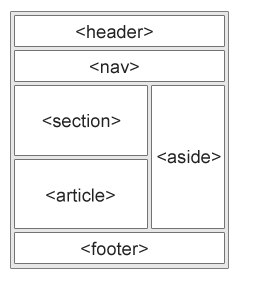 <header>
<nav>
<section>
<aside>
<article>
<footer>